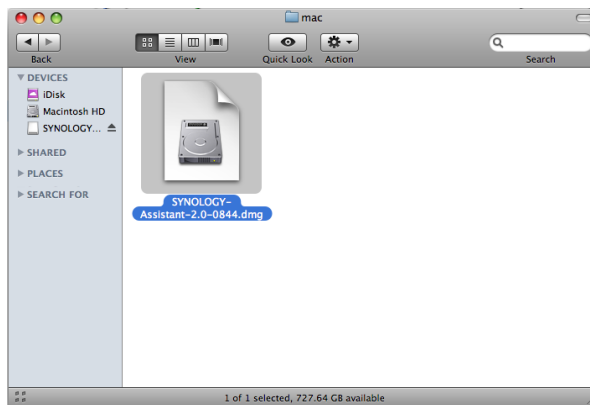 mac
Back
View
Quick Look
Action
Search
DEVICES
iDisk
Macintosh HD
SYNOLOGY...
SHARED
PLACES
SEARCH FOR
SYNOLOGY-
Assistant-2.0-0844.dmg
1 of 1 selected, 727.64 GB available